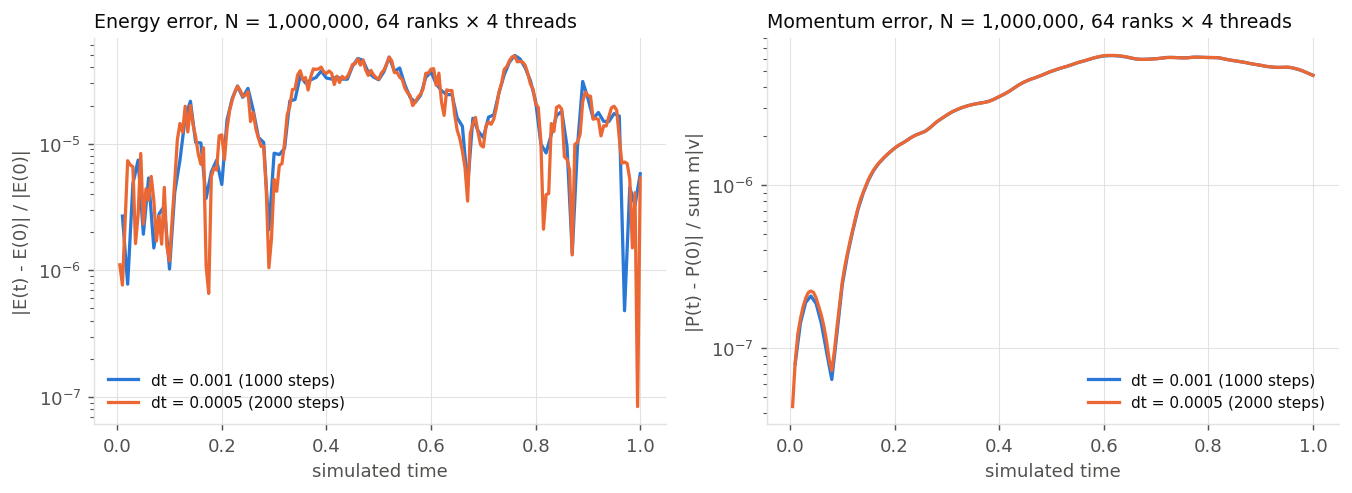 Energy error, N = 1,000,000, 64 ranks × 4 threads
|E(t) - E(0)| / |E(0)|
10⁻⁵
10⁻⁶
10⁻⁷
dt = 0.001 (1000 steps)
dt = 0.0005 (2000 steps)
0.0 0.2 0.4 0.6 0.8 1.0
simulated time
Momentum error, N = 1,000,000, 64 ranks × 4 threads
|P(t) - P(0)| / sum m|v|
10⁻⁶
10⁻⁷
dt = 0.001 (1000 steps)
dt = 0.0005 (2000 steps)
0.0 0.2 0.4 0.6 0.8 1.0
simulated time